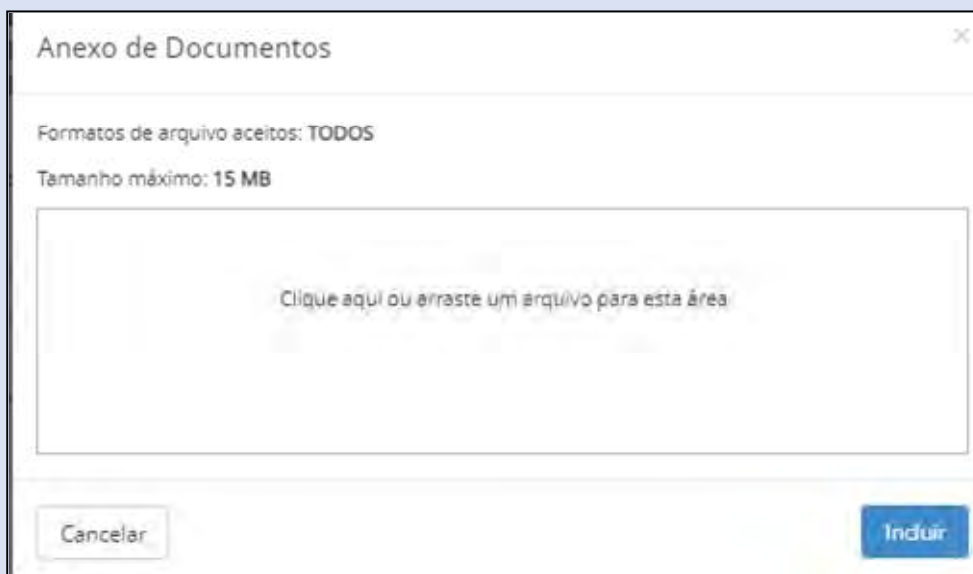 Anexo de Documentos
Formatos de arquivo aceitos: TODOS
Tamanho máximo: 15 MB
Clique aqui ou arraste um arquivo para esta área
Cancelar
Incluir